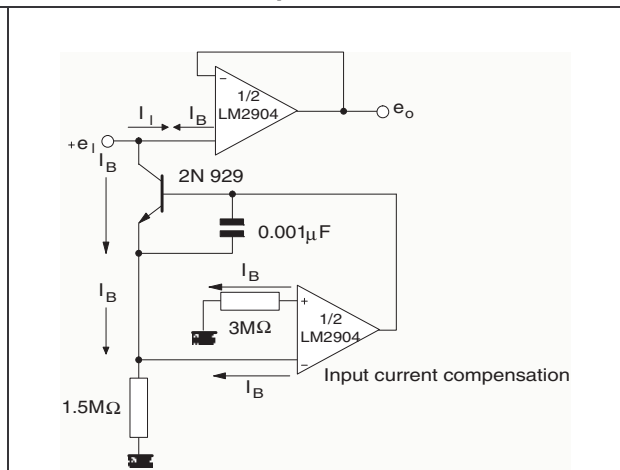 1/2
LM2904
I I
I B
e o
+e I
I B
2N 929
0.001µF
I B
I B
3MΩ
1/2
LM2904
I B
Input current compensation
1.5MΩ